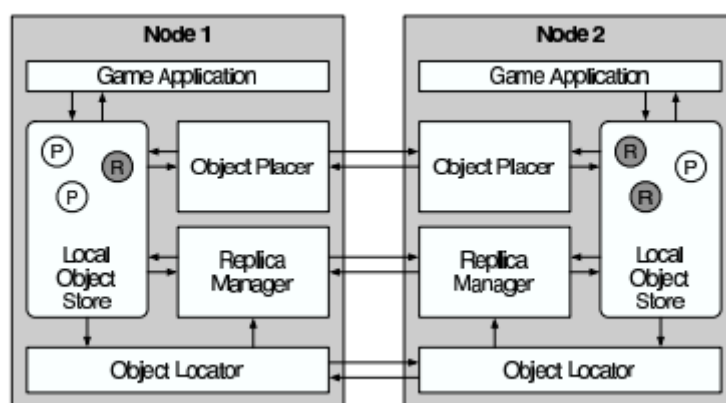 Node 1
Game Application
P
R
P
Local
Object
Store
Object Placer
Replica
Manager
Object Locator
Node 2
Game Application
Object Placer
Replica
Manager
R
P
R
Local
Object
Store
Object Locator